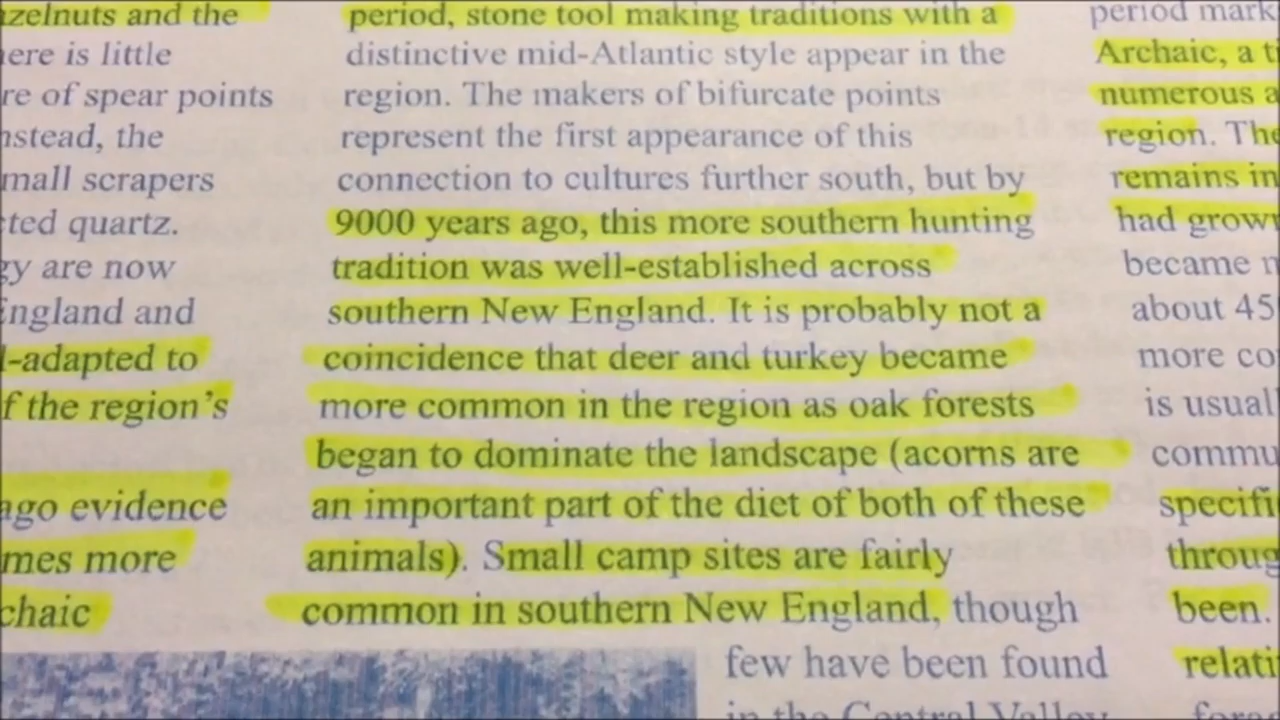 and the
ere is little
re of spear points
nstead, the
mall scrapers
ted quartz.
gy are now
England and
-adapted to
f the region's
ago evidence
mes more
chaic
period, stone tool making traditions with a
distinctive mid-Atlantic style appear in the
region. The makers of bifurcate points
represent the first appearance of this
connection to cultures further south, but by
9000 years ago, this more southern hunting
tradition was well-established across
southern New England. It is probably not a
coincidence that deer and turkey became
more common in the region as oak forests
began to dominate the landscape (acorns are
an important part of the diet of both of these
animals). Small camp sites are fairly
common in southern New England, though
few have been found
in the Central Valley
period mark
Archaic, a t
numerous a
region. The
remains in
had grow
became
about 45
more co
is usual
commu
specifi
throug
been.
relati